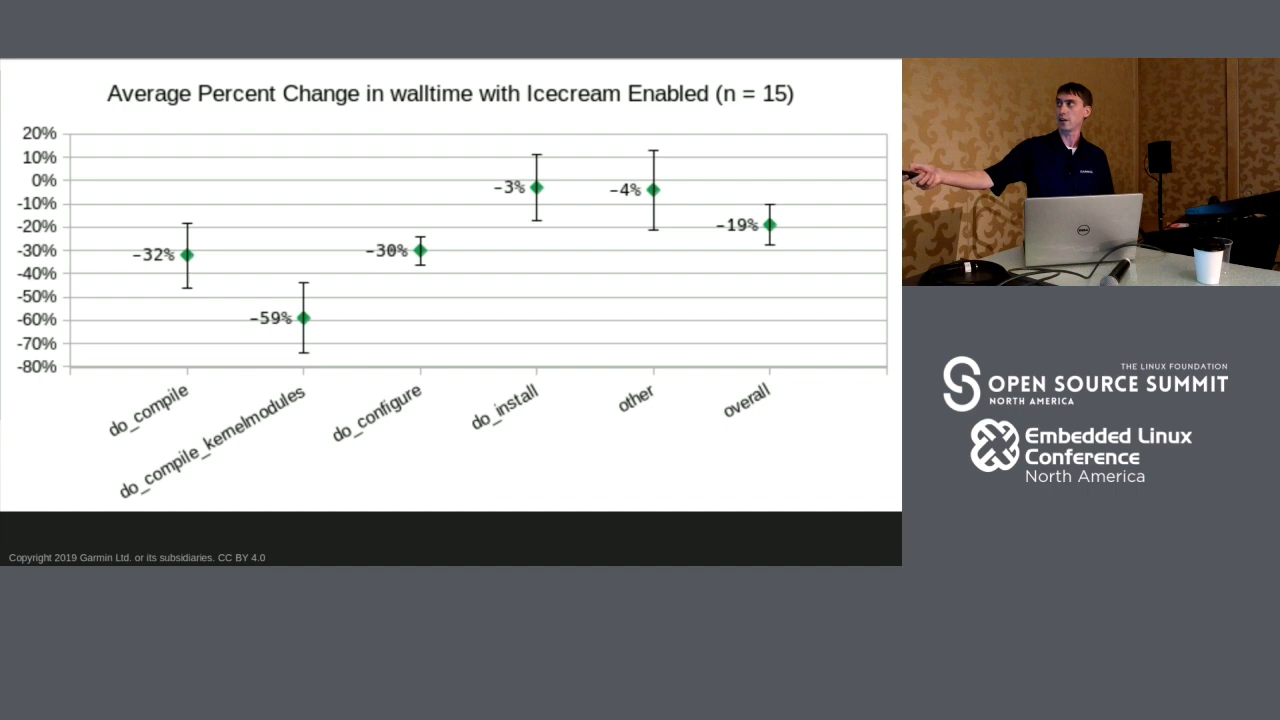 Average Percent Change in walltime with Icecream Enabled (n = 15)
20%
10%
0%
-10%
-20%
-30%
-40%
-50%
-60%
-70%
-80%
-32%
-59%
-30%
-3%
-4%
-19%
do_compile
do_compile_kernelmodules
do_configure
do_install
other
overall
Copyright 2019 Garmin Ltd. or its subsidiaries. CC BY 4.0
GARMIN
DELL
THE LINUX FOUNDATION
OPEN SOURCE SUMMIT
NORTH AMERICA
Embedded Linux
Conference
North America